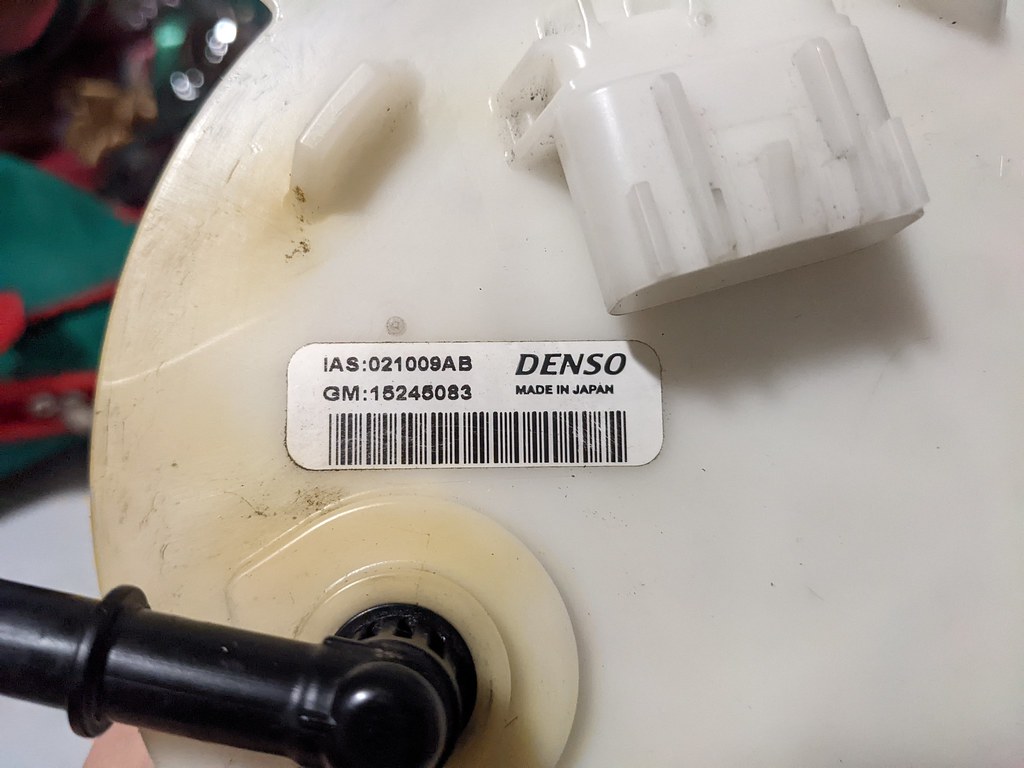 IAS:021009AB
GM:15245083
DENSO
MADE IN JAPAN